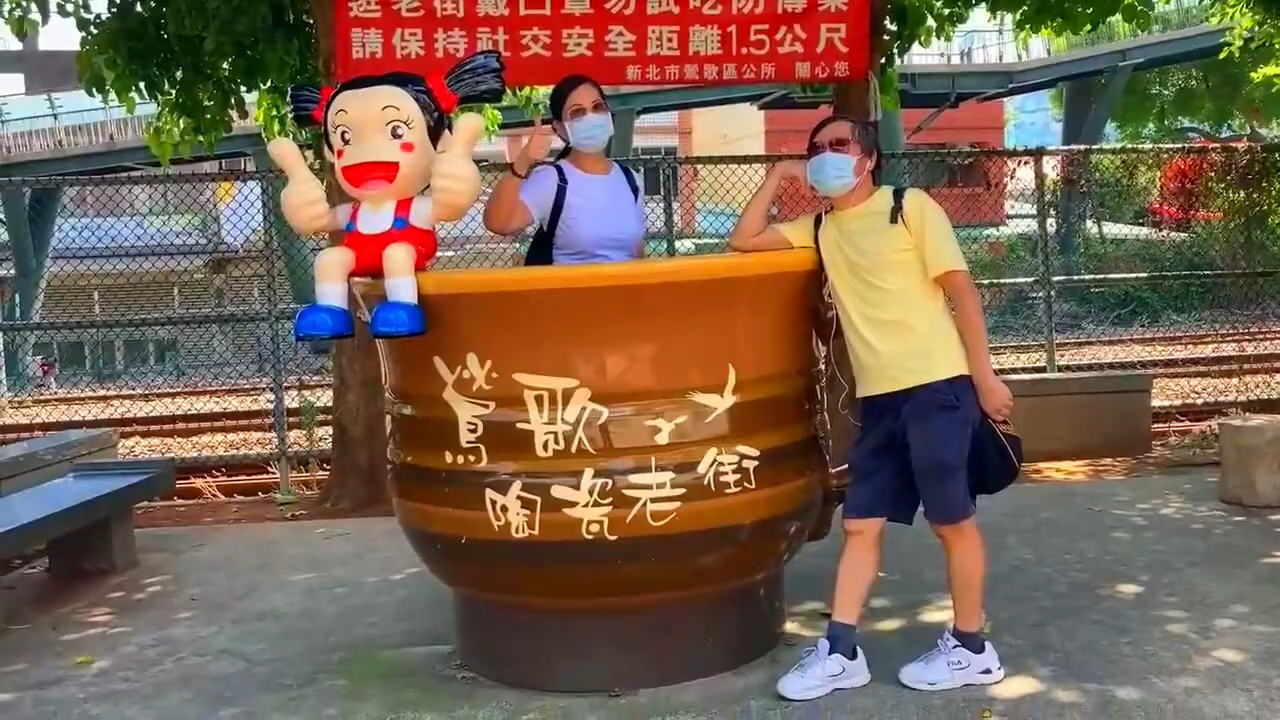 逛老街戴口罩勿試吃防傳染
請保持社交安全距離1.5公尺
新北市鶯歌區公所 關心您
鶯歌
陶瓷老街
FILA